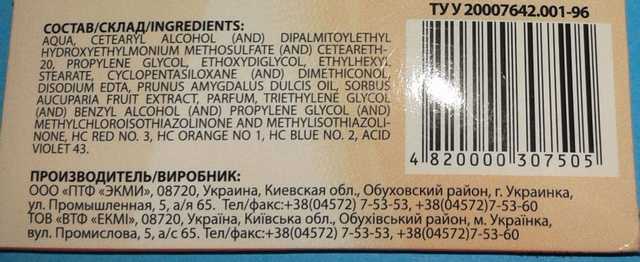 ТУ У 20007642.001-96
СОСТАВ/СКЛАД/INGREDIENTS:
AQUA, CETEARYL ALCOHOL (AND) DIPALMITOYLETHYL
HYDROXYETHYLMONIUM METHOSULFATE (AND) CETEARETH-
20, PROPYLENE GLYCOL, ETHOXYDIGLYCOL, ETHYLHEXYL
STEARATE, CYCLOPENTASILOXANE (AND) DIMETHICONOL,
DISODIUM EDTA, PRUNUS AMYGDALUS DULCIS OIL, SORBUS
AUCUPARIA FRUIT EXTRACT, PARFUM, TRIETHYLENE GLYCOL
(AND) BENZYL ALCOHOL (AND) PROPYLENE GLYCOL (AND)
METHYLCHLOROISOTHIAZOLINONE AND METHYLISOTHIAZOLI-
NONE, HC RED NO. 3, HC ORANGE NO 1, HC BLUE NO. 2, ACID
VIOLET 43.
4 820000 307505
ПРОИЗВОДИТЕЛЬ/ВИРОБНИК:
ООО «ПТФ «ЭКМИ», 08720, Украина, Киевская обл., Обуховский район, г. Украинка,
ул. Промышленная, 5, а/я 65. Тел/факс:+38(04572) 7-53-53, +38(04572) 7-53-60
ТОВ «ВТФ «ЕКМІ», 08720, Україна, Київська обл., Обухівський район, м. Українка,
вул. Промислова, 5, а/с 65. Тел/факс:+38(04572) 7-53-53, +38(04572) 7-53-60